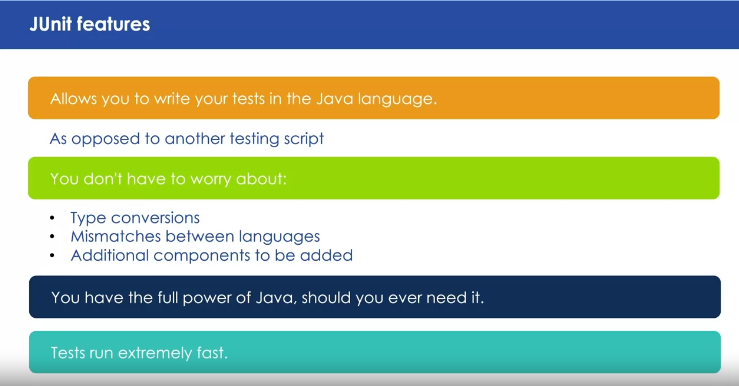 JUnit features
Allows you to write your tests in the Java language.
As opposed to another testing script
You don't have to worry about:
• Type conversions
• Mismatches between languages
• Additional components to be added
You have the full power of Java, should you ever need it.
Tests run extremely fast.